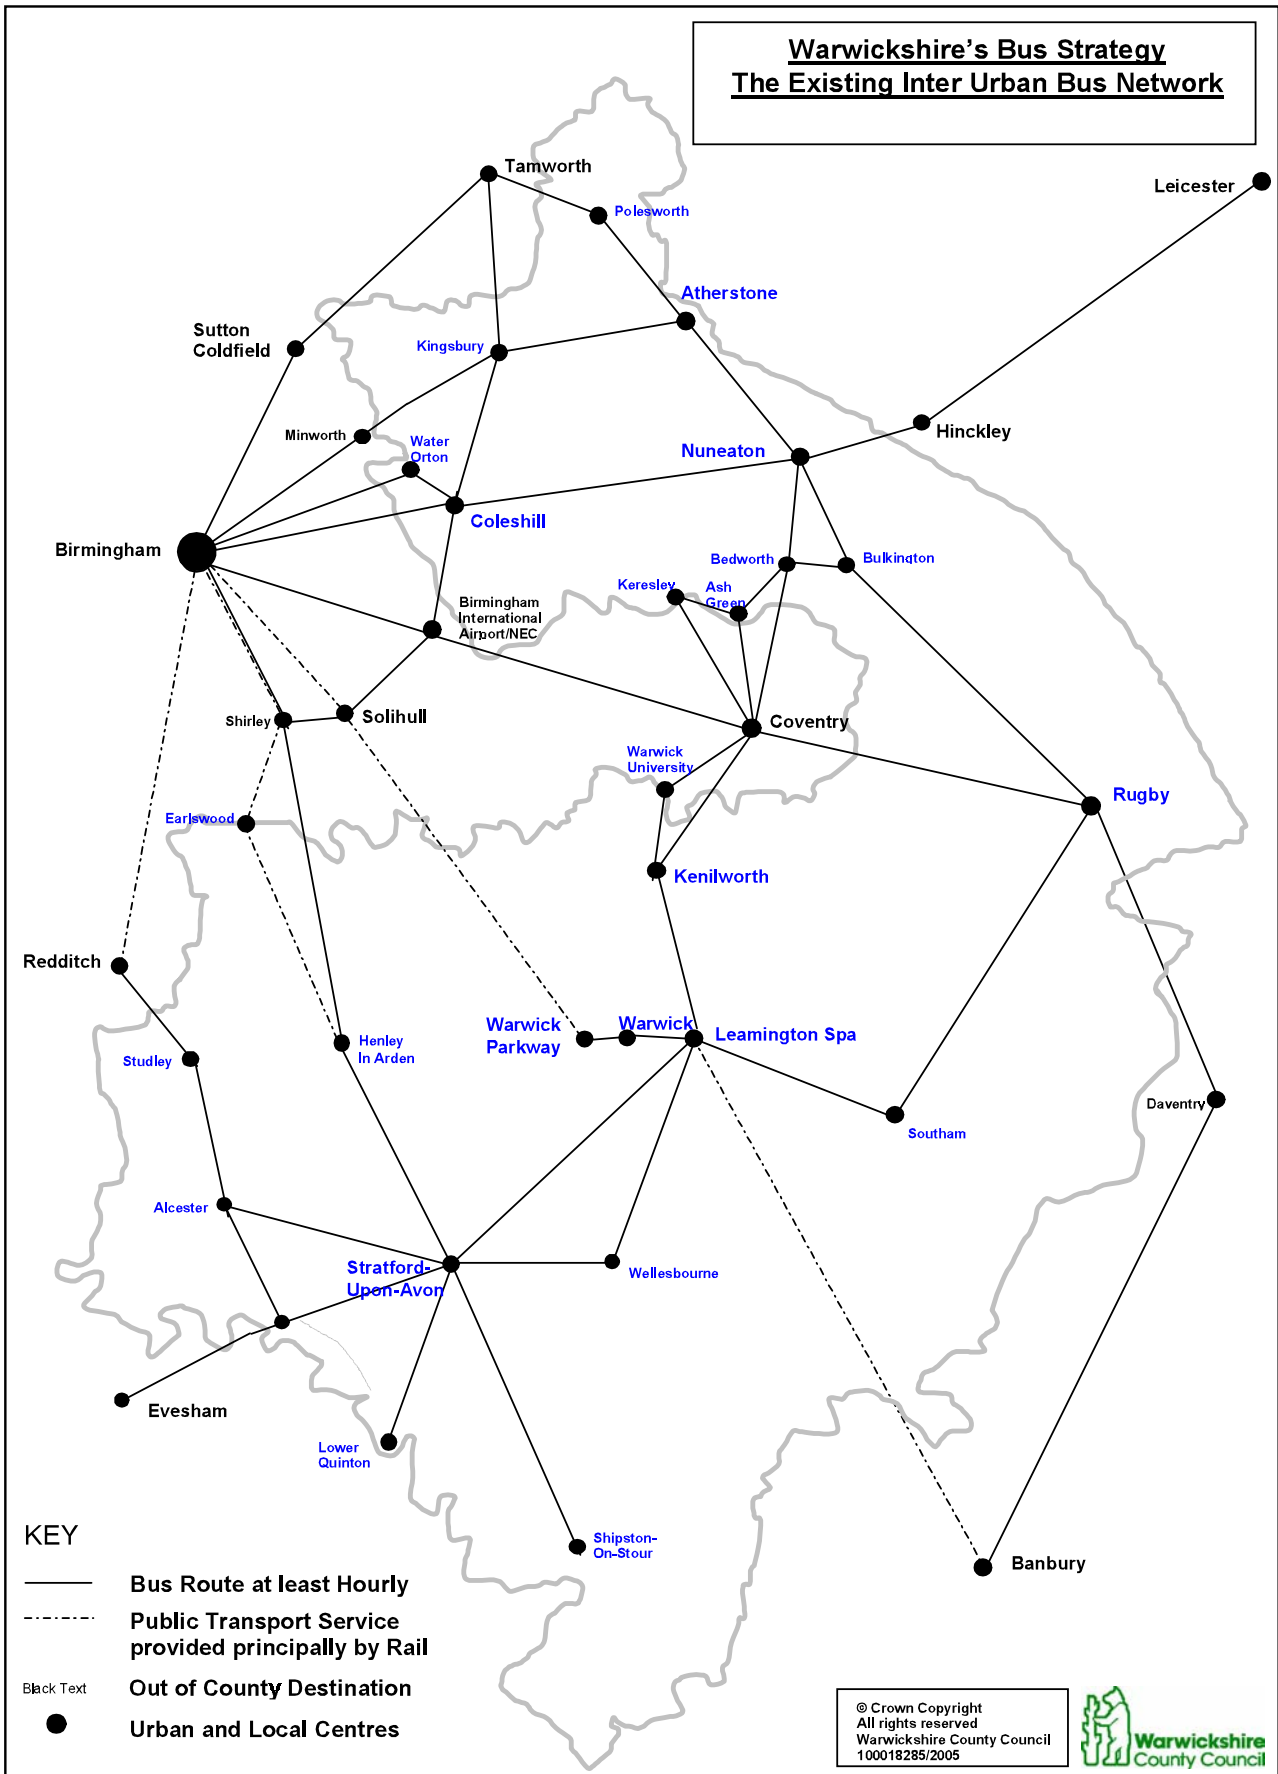 Warwickshire's Bus Strategy
The Existing Inter Urban Bus Network
Tamworth
Leicester
Polesworth
Atherstone
Sutton
Coldfield
Kingsbury
Minworth
Water
Orton
Nuneaton
Hinckley
Coleshill
Birmingham
Bedworth
Bulkington
Keresley
Ash
Green
Birmingham
International
Airport/NEC
Shirley
Solihull
Coventry
Warwick
University
Rugby
Earlswood
Kenilworth
Redditch
Warwick
Parkway
Warwick
Leamington Spa
Henley
In Arden
Studley
Daventry
Southam
Alcester
Stratford-
Upon-Avon
Wellesbourne
Evesham
Lower
Quinton
Shipston-
On-Stour
Banbury
KEY
Bus Route at least Hourly
Public Transport Service
provided principally by Rail
Black Text
Out of County Destination
Urban and Local Centres
© Crown Copyright
All rights reserved
Warwickshire County Council
100018285/2005
Warwickshire
County Council